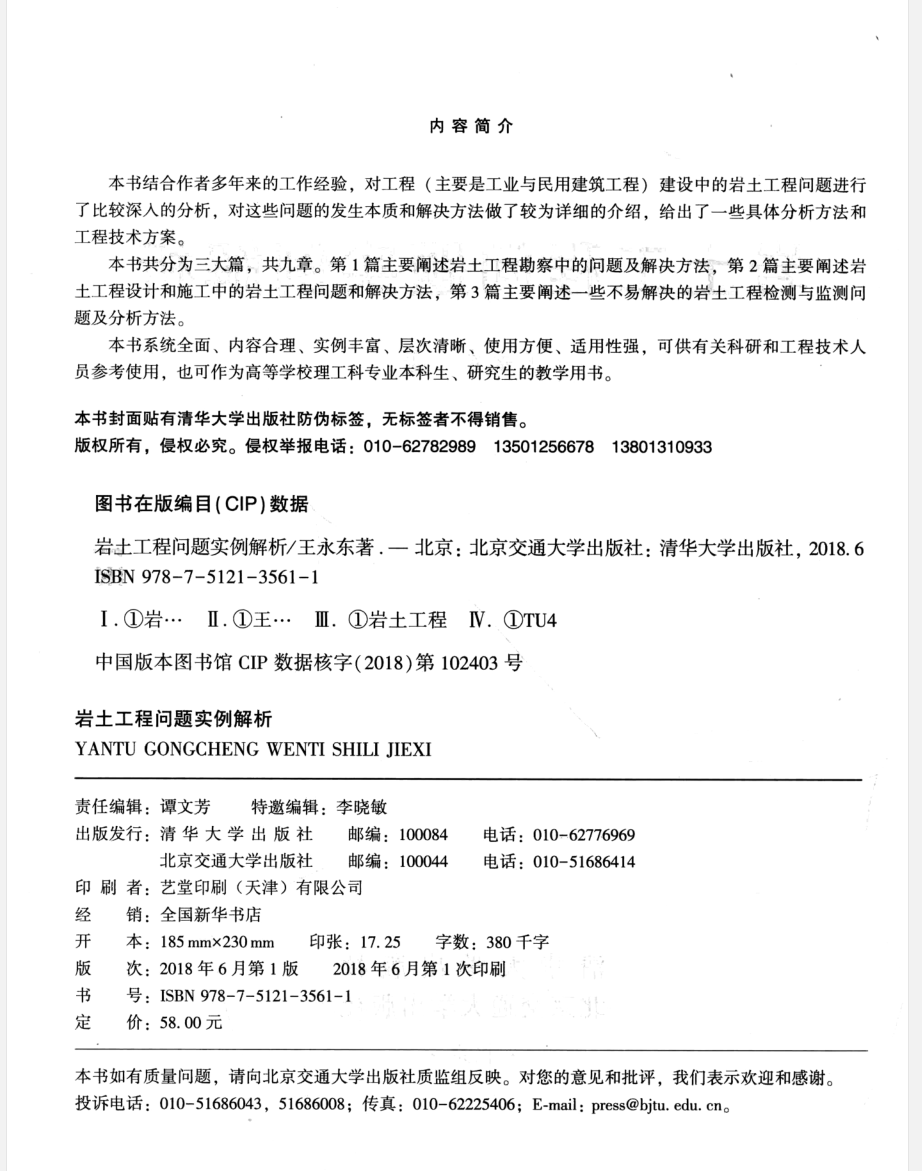 内容简介
本书结合作者多年来的工作经验，对工程（主要是工业与民用建筑工程）建设中的岩土工程问题进行
了比较深入的分析，对这些问题的发生本质和解决方法做了较为详细的介绍，给出了一些具体分析方法和
工程技术方案。
本书共分为三大篇，共九章。第1篇主要阐述岩土工程勘察中的问题及解决方法，第2篇主要阐述岩
土工程设计和施工中的岩土工程问题和解决方法，第3篇主要阐述一些不易解决的岩土工程检测与监测问
题及分析方法。
本书系统全面、内容合理、实例丰富、层次清晰、使用方便、适用性强，可供有关科研和工程技术人
员参考使用，也可作为高等学校理工科专业本科生、研究生的教学用书。
本书封面贴有清华大学出版社防伪标签，无标签者不得销售。
版权所有，侵权必究。侵权举报电话：010-62782989 13501256678 13801310933
图书在版编目(CIP)数据
岩土工程问题实例解析/王永东著.—北京：北京交通大学出版社：清华大学出版社，2018.6
ISBN 978-7-5121-3561-1
Ⅰ.①岩… Ⅱ.①王… Ⅲ.①岩土工程 Ⅳ.①TU4
中国版本图书馆CIP数据核字(2018)第102403号
岩土工程问题实例解析
YANTU GONGCHENG WENTI SHILI JIEXI
责任编辑：谭文芳 特邀编辑：李晓敏
出版发行：清华大学出版社 邮编：100084 电话：010-62776969
北京交通大学出版社 邮编：100044 电话：010-51686414
印刷者：艺堂印刷（天津）有限公司
经销：全国新华书店
开本：185 mm×230 mm 印张：17.25 字数：380千字
版次：2018年6月第1版 2018年6月第1次印刷
书号：ISBN 978-7-5121-3561-1
定价：58.00元
本书如有质量问题，请向北京交通大学出版社质监组反映。对您的意见和批评，我们表示欢迎和感谢。
投诉电话：010-51686043，51686008；传真：010-62225406；E-mail：press@bjtu.edu.cn。